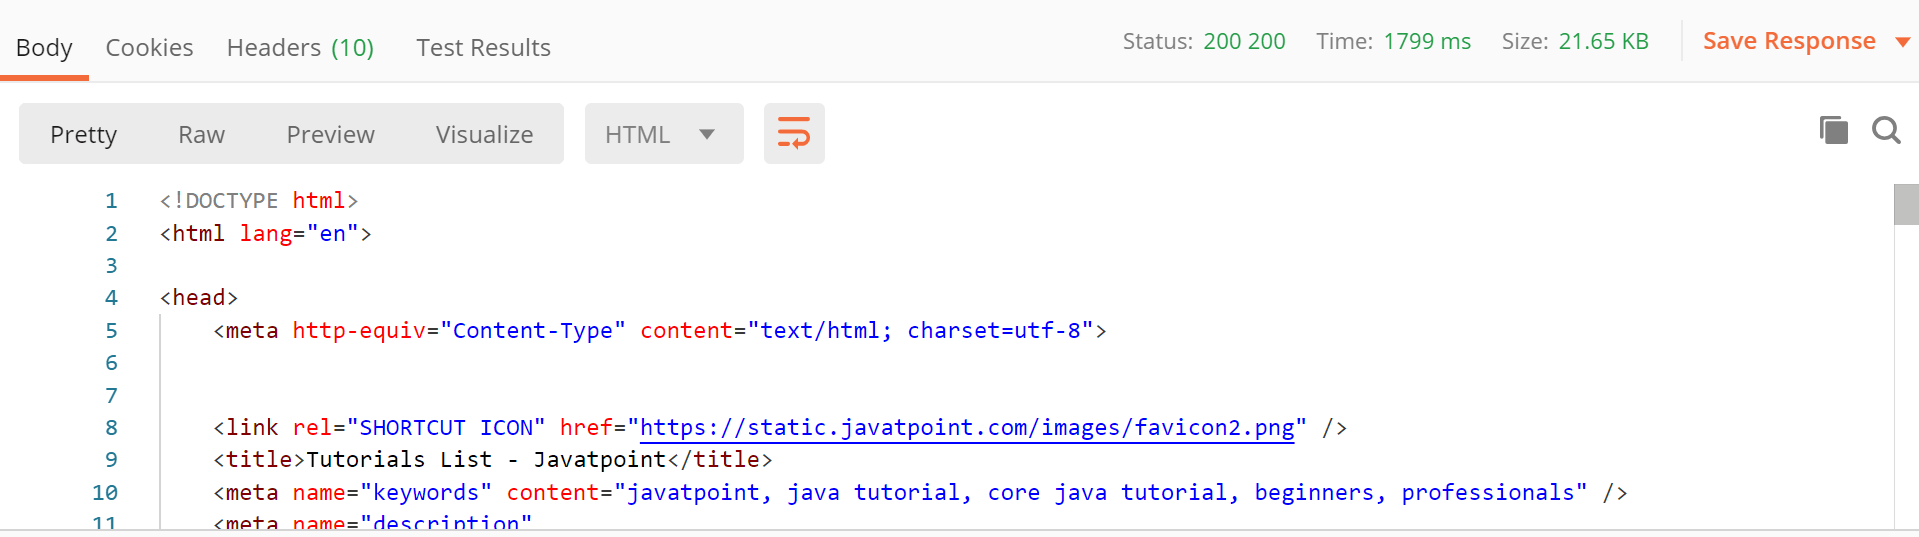 Body Cookies Headers (10) Test Results Status: 200 200 Time: 1799 ms Size: 21.65 KB Save Response
Pretty Raw Preview Visualize HTML
1 <!DOCTYPE html>
2 <html lang="en">
3
4 <head>
5 <meta http-equiv="Content-Type" content="text/html; charset=utf-8">
6
7
8 <link rel="SHORTCUT ICON" href="https://static.javatpoint.com/images/favicon2.png" />
9 <title>Tutorials List - Javatpoint</title>
10 <meta name="keywords" content="javatpoint, java tutorial, core java tutorial, beginners, professionals" />
11 <meta name="description"